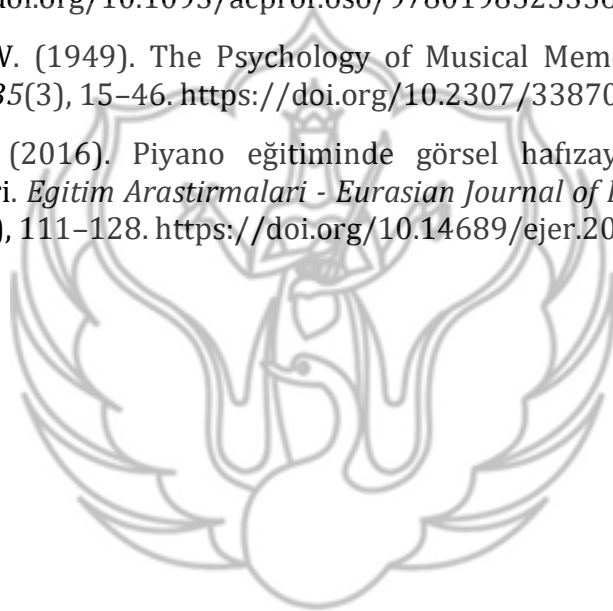 doi.org/10.1093/acprof:oso/9780198525356
W. (1949). The Psychology of Musical Mem
35(3), 15–46. https://doi.org/10.2307/33870
(2016). Piyano eğitiminde görsel hafızay
ri. Egitim Arastirmalari - Eurasian Journal of
), 111–128. https://doi.org/10.14689/ejer.20